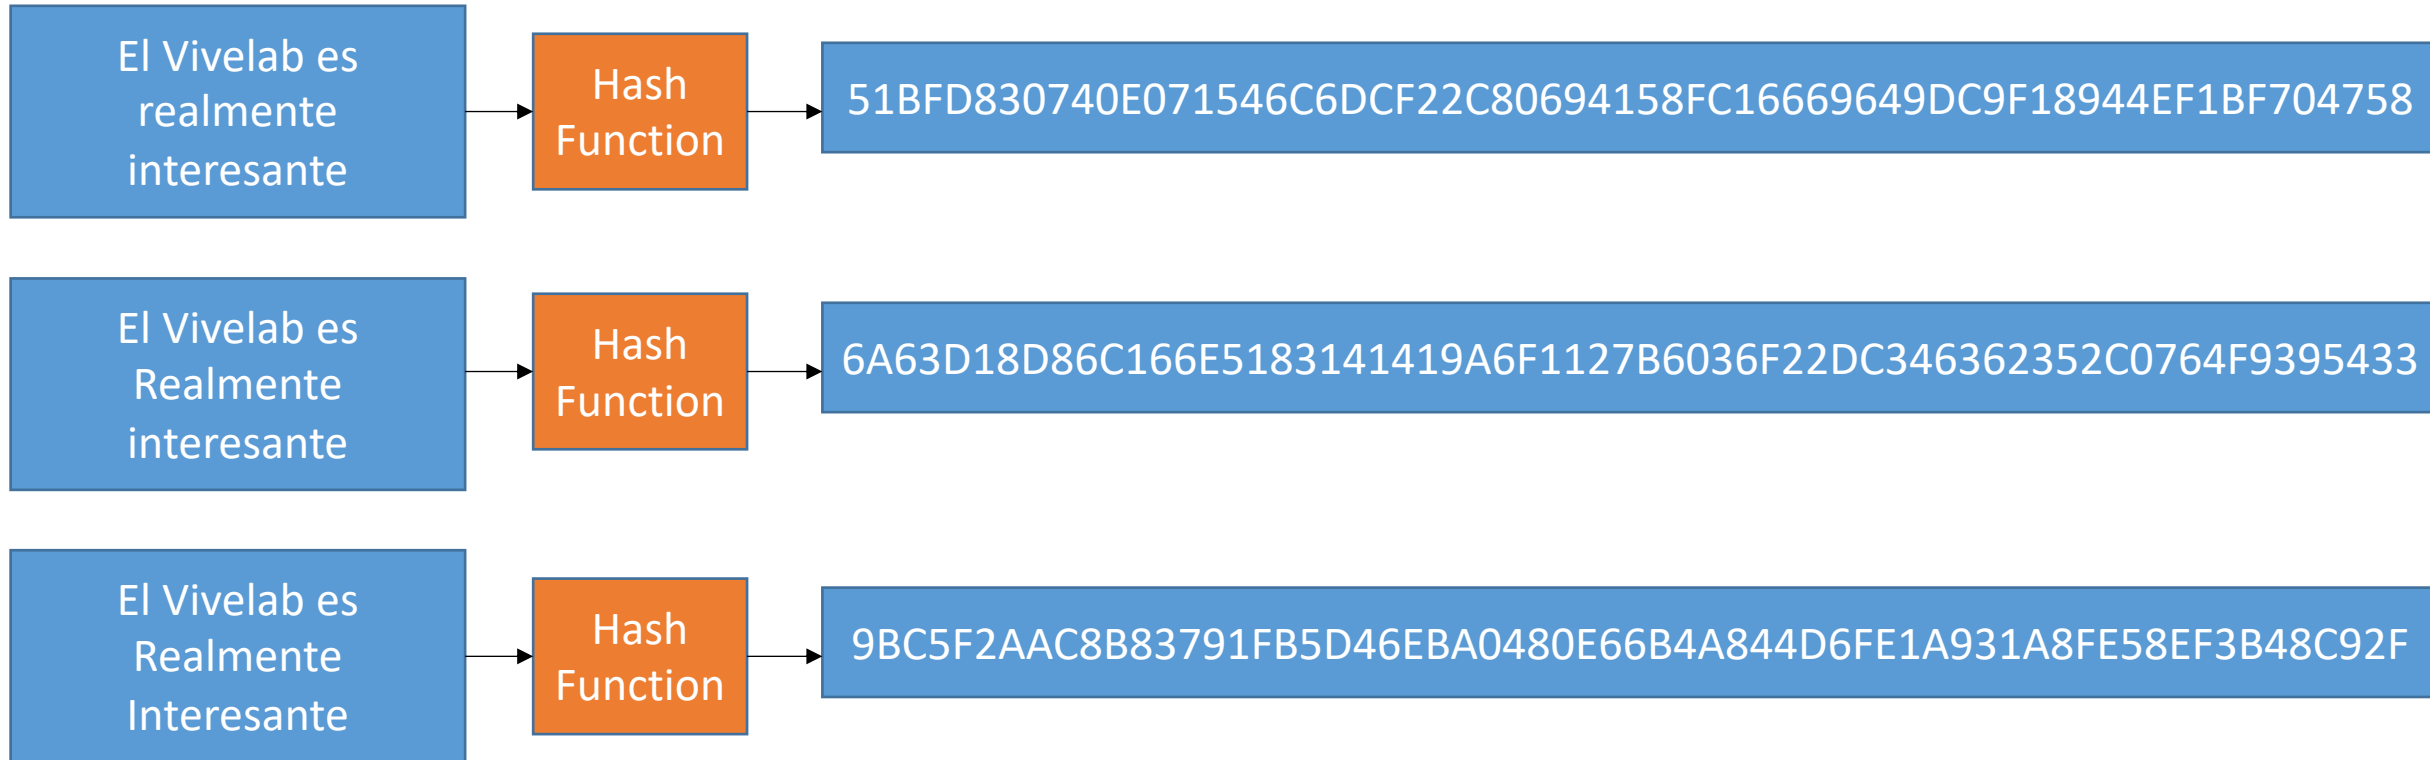 El Vivelab es
realmente
interesante
Hash
Function
51BFD830740E071546C6DCF22C80694158FC16669649DC9F18944EF1BF704758
El Vivelab es
Realmente
interesante
Hash
Function
6A63D18D86C166E5183141419A6F1127B6036F22DC346362352C0764F9395433
El Vivelab es
Realmente
Interesante
Hash
Function
9BC5F2AAC8B83791FB5D46EBA0480E66B4A844D6FE1A931A8FE58EF3B48C92F